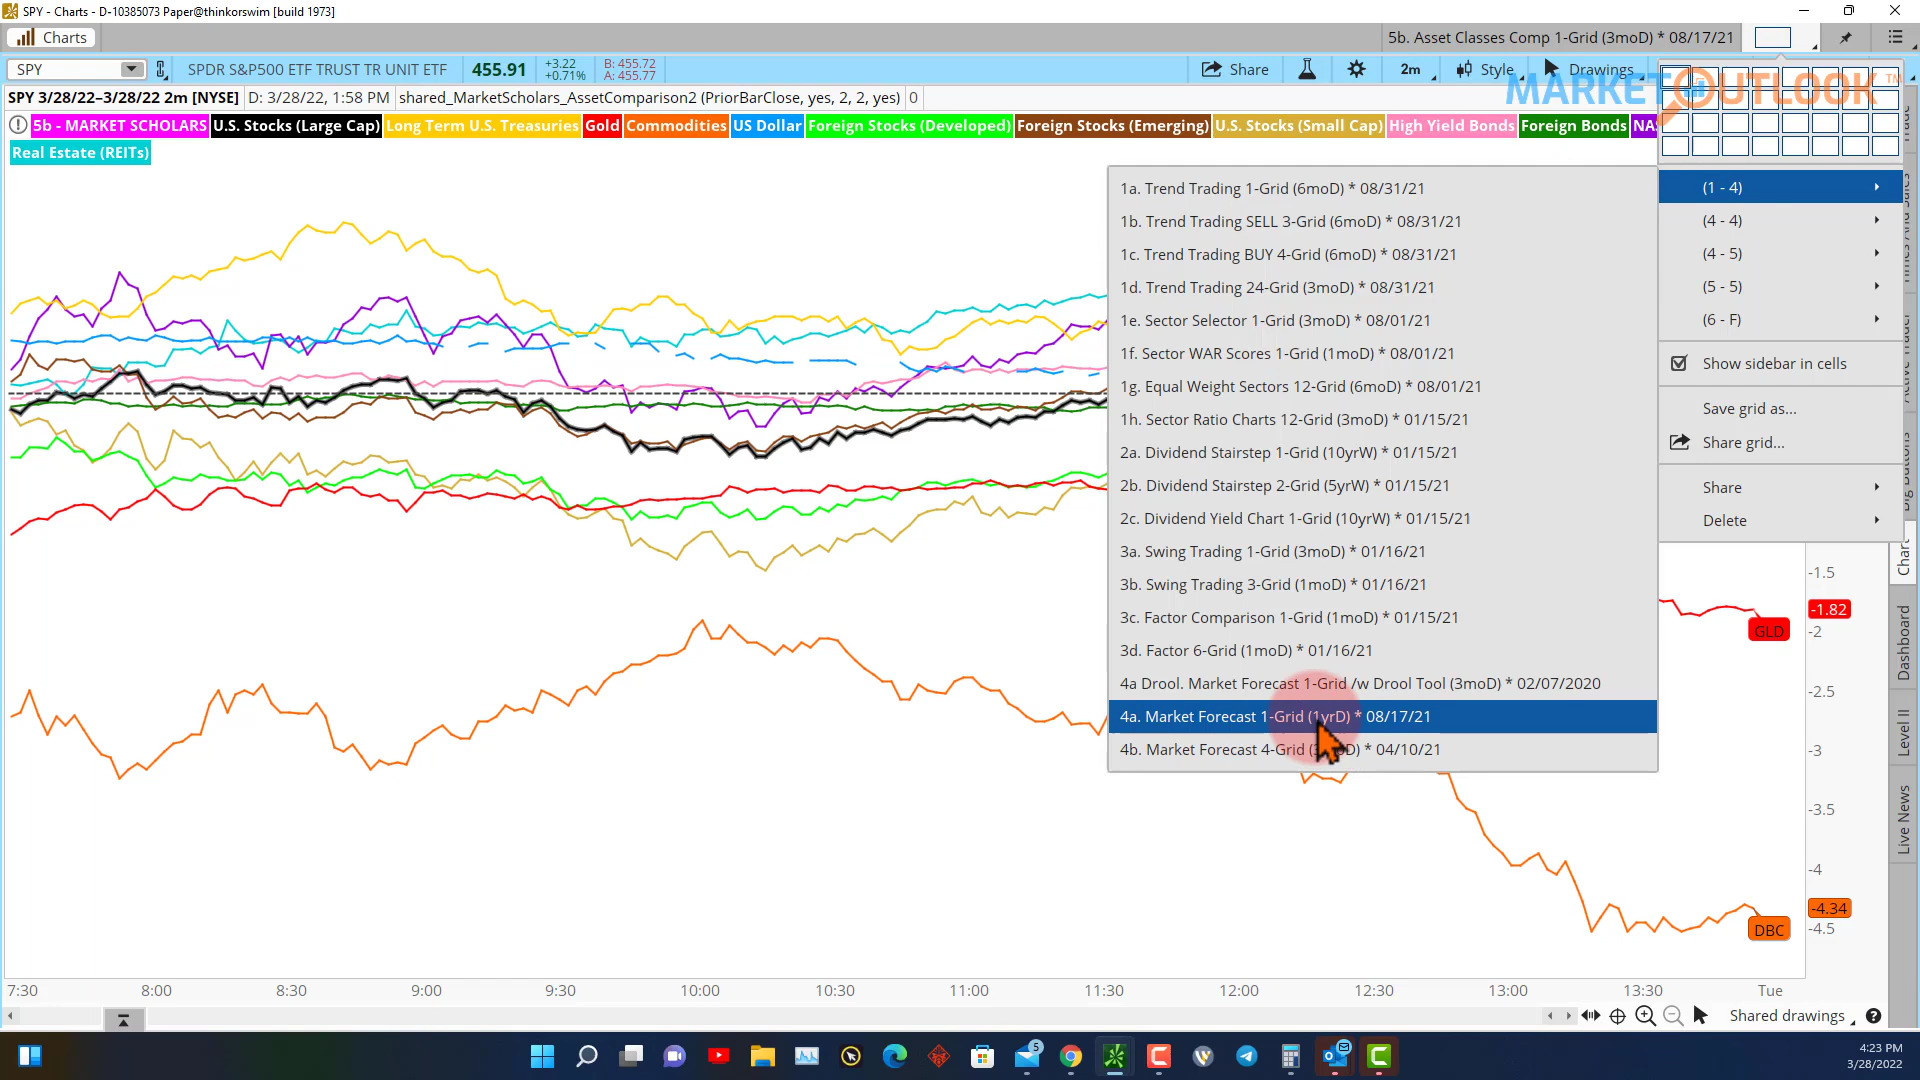 SPY - Charts - D-10385073 Paper@thinkorswim [build 1973]
Charts
5b. Asset Classes Comp 1-Grid (3moD) * 08/17/21
SPY
SPDR S&P500 ETF TRUST TR UNIT ETF
455.91
+3.22
+0.71%
B: 455.72
A: 455.77
Share
2m
Style
Drawings
MARKET OUTLOOK TM
SPY 3/28/22–3/28/22 2m [NYSE]
D: 3/28/22, 1:58 PM
shared_MarketScholars_AssetComparison2 (PriorBarClose, yes, 2, 2, yes)
0
5b - MARKET SCHOLARS
U.S. Stocks (Large Cap)
Long Term U.S. Treasuries
Gold
Commodities
US Dollar
Foreign Stocks (Developed)
Foreign Stocks (Emerging)
U.S. Stocks (Small Cap)
High Yield Bonds
Foreign Bonds
NA
Real Estate (REITs)
1a. Trend Trading 1-Grid (6moD) * 08/31/21
1b. Trend Trading SELL 3-Grid (6moD) * 08/31/21
1c. Trend Trading BUY 4-Grid (6moD) * 08/31/21
1d. Trend Trading 24-Grid (3moD) * 08/31/21
1e. Sector Selector 1-Grid (3moD) * 08/01/21
1f. Sector WAR Scores 1-Grid (1moD) * 08/01/21
1g. Equal Weight Sectors 12-Grid (6moD) * 08/01/21
1h. Sector Ratio Charts 12-Grid (3moD) * 01/15/21
2a. Dividend Stairstep 1-Grid (10yrW) * 01/15/21
2b. Dividend Stairstep 2-Grid (5yrW) * 01/15/21
2c. Dividend Yield Chart 1-Grid (10yrW) * 01/15/21
3a. Swing Trading 1-Grid (3moD) * 01/16/21
3b. Swing Trading 3-Grid (1moD) * 01/16/21
3c. Factor Comparison 1-Grid (1moD) * 01/15/21
3d. Factor 6-Grid (1moD) * 01/16/21
4a Drool. Market Forecast 1-Grid /w Drool Tool (3moD) * 02/07/2020
4a. Market Forecast 1-Grid (1yrD) * 08/17/21
4b. Market Forecast 4-Grid * 04/10/21
(1 - 4)
(4 - 4)
(4 - 5)
(5 - 5)
(6 - F)
Show sidebar in cells
Save grid as...
Share grid...
Share
Delete
Chart
Dashboard
Level II
Live News
-1.5
-1.82
GLD
-2
-2.5
-3
-3.5
-4
-4.34
DBC
-4.5
7:30
8:00
8:30
9:00
9:30
10:00
10:30
11:00
11:30
12:00
12:30
13:00
13:30
Tue
Shared drawings
5
4:23 PM
3/28/2022